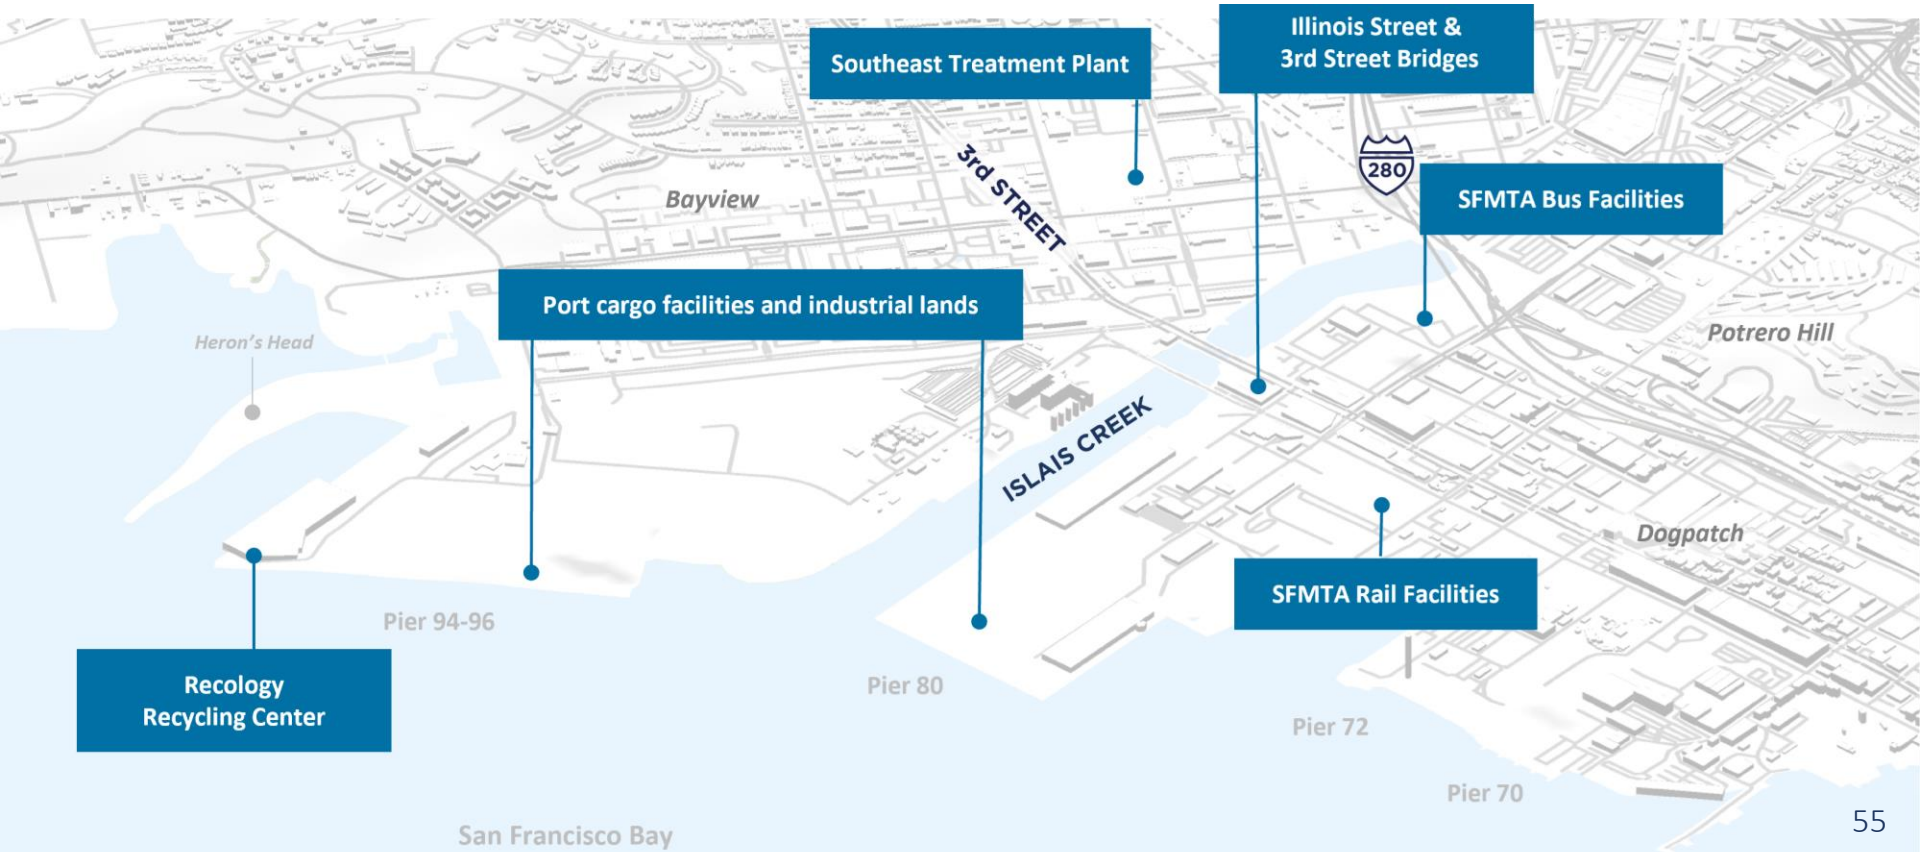 Illinois Street &
3rd Street Bridges
Southeast Treatment Plant
3rd STREET
280
Bayview
SFMTA Bus Facilities
Port cargo facilities and industrial lands
Heron's Head
Potrero Hill
ISLAIS CREEK
Dogpatch
SFMTA Rail Facilities
Pier 94-96
Recology
Recycling Center
Pier 80
Pier 72
Pier 70
San Francisco Bay
55